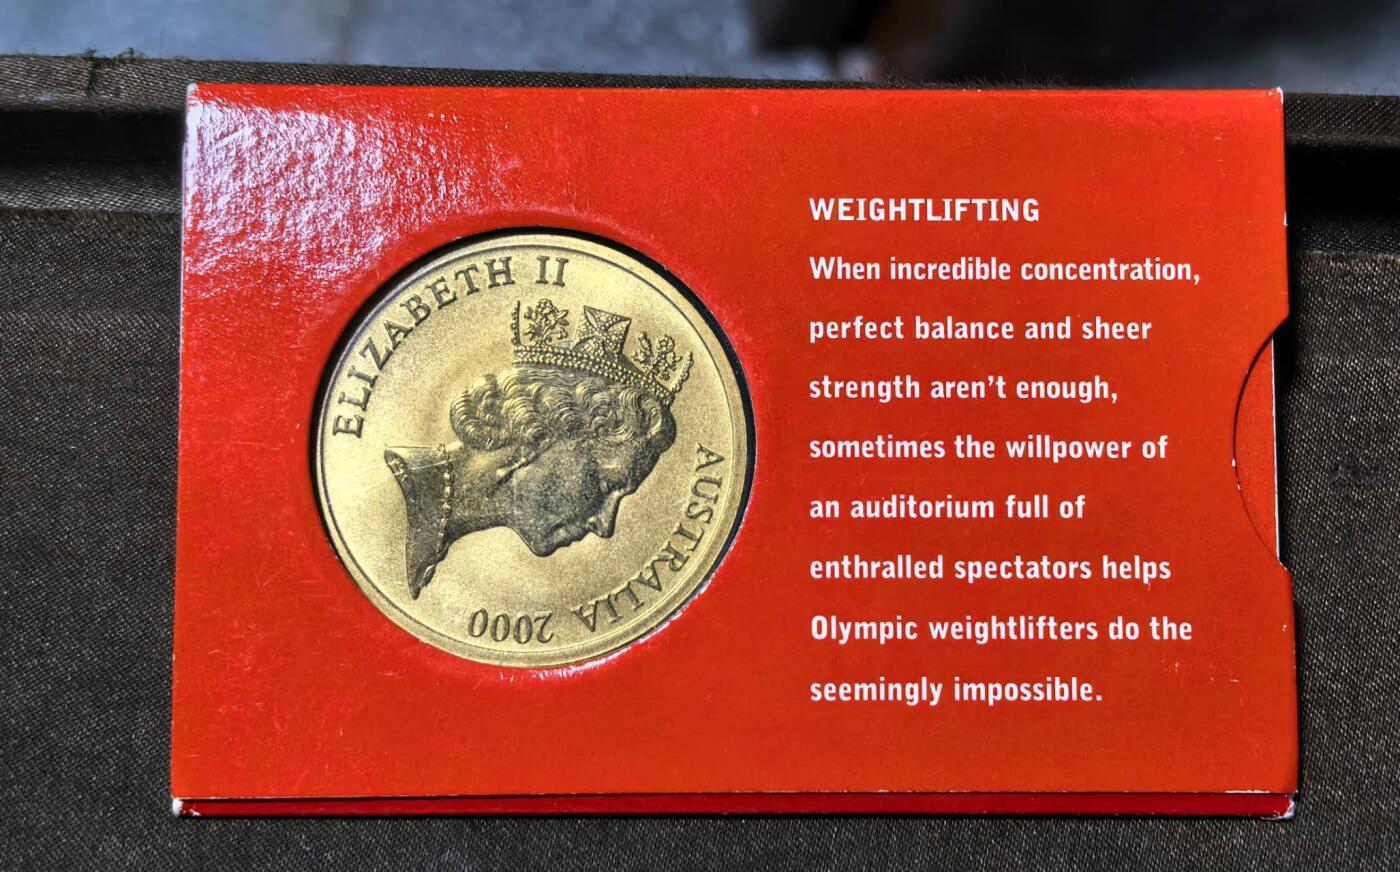 ELIZABETH II
AUSTRALIA 2000
WEIGHTLIFTING
When incredible concentration,
perfect balance and sheer
strength aren't enough,
sometimes the willpower of
an auditorium full of
enthralled spectators helps
Olympic weightlifters do the
seemingly impossible.